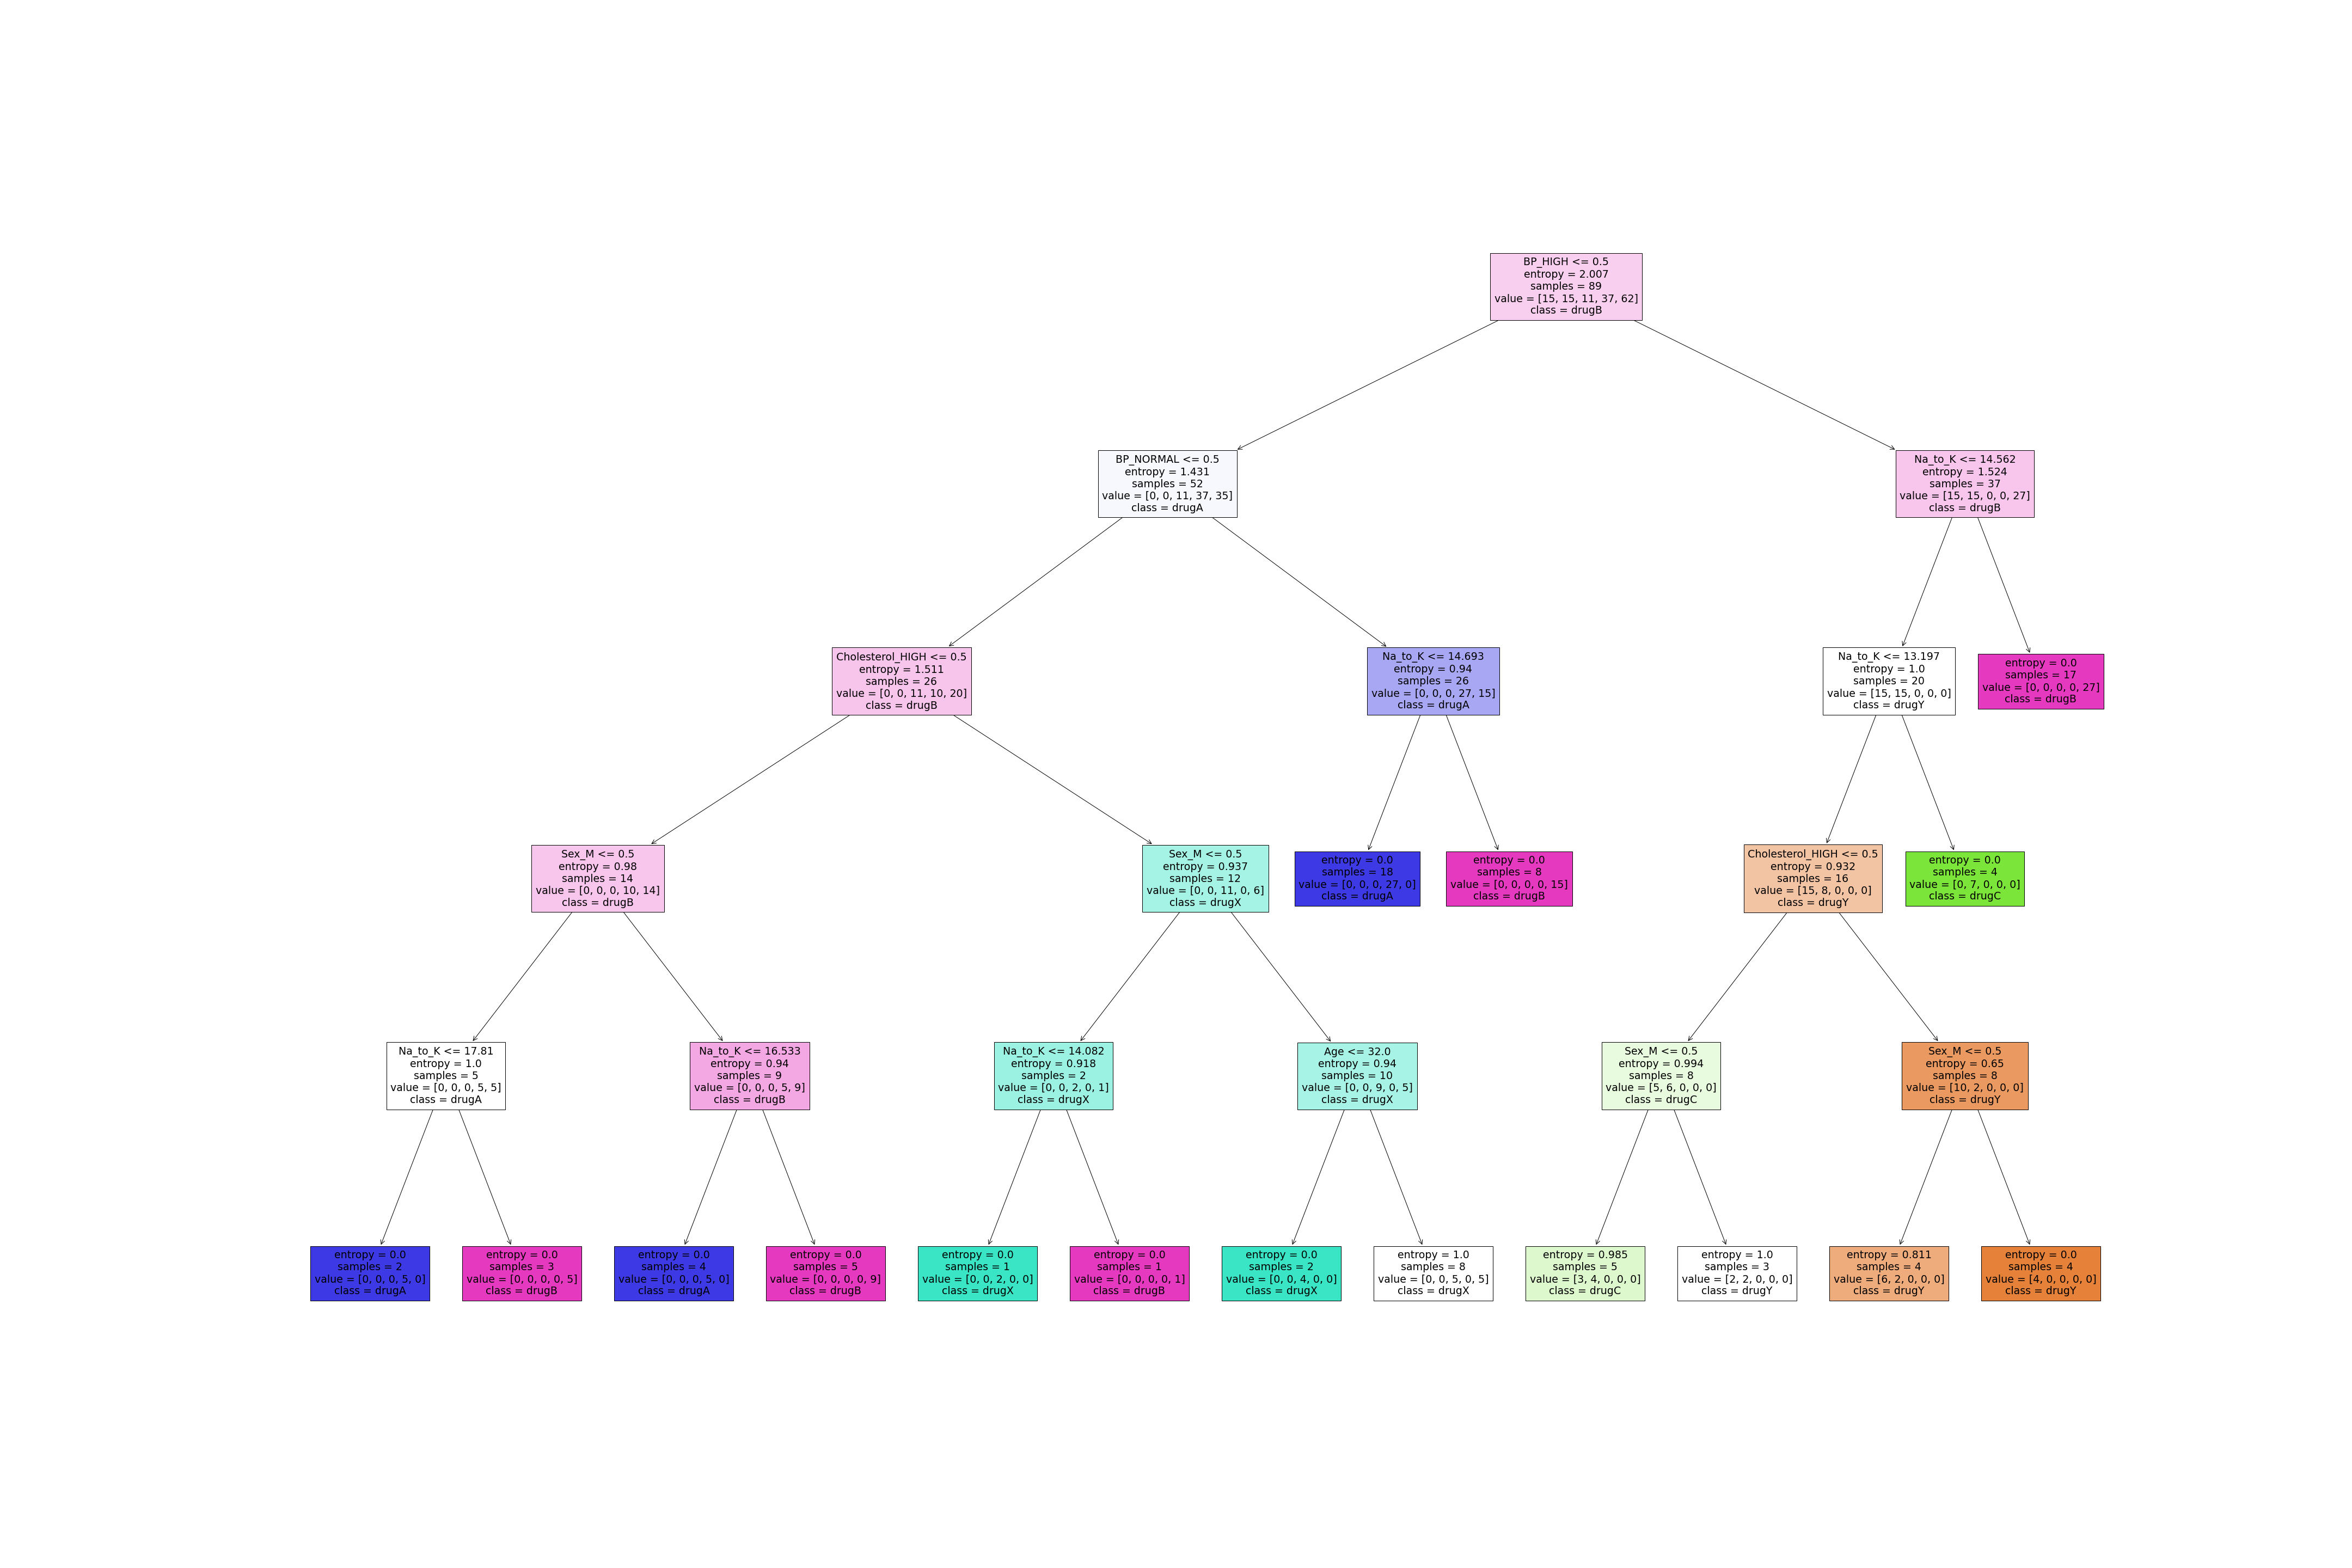 BP_HIGH <= 0.5
entropy = 2.007
samples = 89
value = [15, 15, 11, 37, 62]
class = drugB
BP_NORMAL <= 0.5
entropy = 1.431
samples = 52
value = [0, 0, 11, 37, 35]
class = drugA
Na_to_K <= 14.562
entropy = 1.524
samples = 37
value = [15, 15, 0, 0, 27]
class = drugB
Cholesterol_HIGH <= 0.5
entropy = 1.511
samples = 26
value = [0, 0, 11, 10, 20]
class = drugB
Na_to_K <= 14.693
entropy = 0.94
samples = 26
value = [0, 0, 0, 27, 15]
class = drugA
Na_to_K <= 13.197
entropy = 1.0
samples = 20
value = [15, 15, 0, 0, 0]
class = drugY
entropy = 0.0
samples = 17
value = [0, 0, 0, 0, 27]
class = drugB
Sex_M <= 0.5
entropy = 0.98
samples = 14
value = [0, 0, 0, 10, 14]
class = drugB
Sex_M <= 0.5
entropy = 0.937
samples = 12
value = [0, 0, 11, 0, 6]
class = drugX
entropy = 0.0
samples = 18
value = [0, 0, 0, 27, 0]
class = drugA
entropy = 0.0
samples = 8
value = [0, 0, 0, 0, 15]
class = drugB
Cholesterol_HIGH <= 0.5
entropy = 0.932
samples = 16
value = [15, 8, 0, 0, 0]
class = drugY
entropy = 0.0
samples = 4
value = [0, 7, 0, 0, 0]
class = drugC
Na_to_K <= 17.81
entropy = 1.0
samples = 5
value = [0, 0, 0, 5, 5]
class = drugA
Na_to_K <= 16.533
entropy = 0.94
samples = 9
value = [0, 0, 0, 5, 9]
class = drugB
Na_to_K <= 14.082
entropy = 0.918
samples = 2
value = [0, 0, 2, 0, 1]
class = drugX
Age <= 32.0
entropy = 0.94
samples = 10
value = [0, 0, 9, 0, 5]
class = drugX
Sex_M <= 0.5
entropy = 0.994
samples = 8
value = [5, 6, 0, 0, 0]
class = drugC
Sex_M <= 0.5
entropy = 0.65
samples = 8
value = [10, 2, 0, 0, 0]
class = drugY
entropy = 0.0
samples = 2
value = [0, 0, 0, 5, 0]
class = drugA
entropy = 0.0
samples = 3
value = [0, 0, 0, 0, 5]
class = drugB
entropy = 0.0
samples = 4
value = [0, 0, 0, 5, 0]
class = drugA
entropy = 0.0
samples = 5
value = [0, 0, 0, 0, 9]
class = drugB
entropy = 0.0
samples = 1
value = [0, 0, 2, 0, 0]
class = drugX
entropy = 0.0
samples = 1
value = [0, 0, 0, 0, 1]
class = drugB
entropy = 0.0
samples = 2
value = [0, 0, 4, 0, 0]
class = drugX
entropy = 1.0
samples = 8
value = [0, 0, 5, 0, 5]
class = drugX
entropy = 0.985
samples = 5
value = [3, 4, 0, 0, 0]
class = drugC
entropy = 1.0
samples = 3
value = [2, 2, 0, 0, 0]
class = drugY
entropy = 0.811
samples = 4
value = [6, 2, 0, 0, 0]
class = drugY
entropy = 0.0
samples = 4
value = [4, 0, 0, 0, 0]
class = drugY